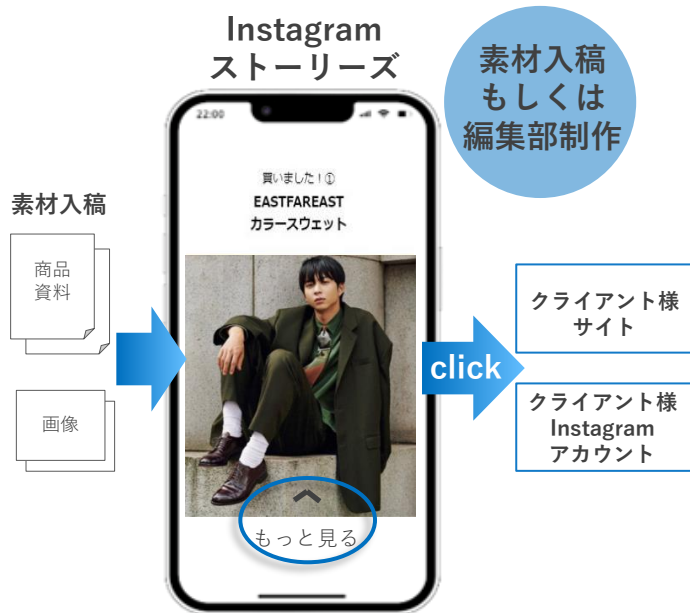 Instagram
ストーリーズ
素材入稿
もしくは
編集部制作
22:00
買いました！①
EASTFAREAST
カラースウェット
素材入稿
商品
資料
画像
click
もっと見る
クライアント様
サイト
クライアント様
Instagram
アカウント